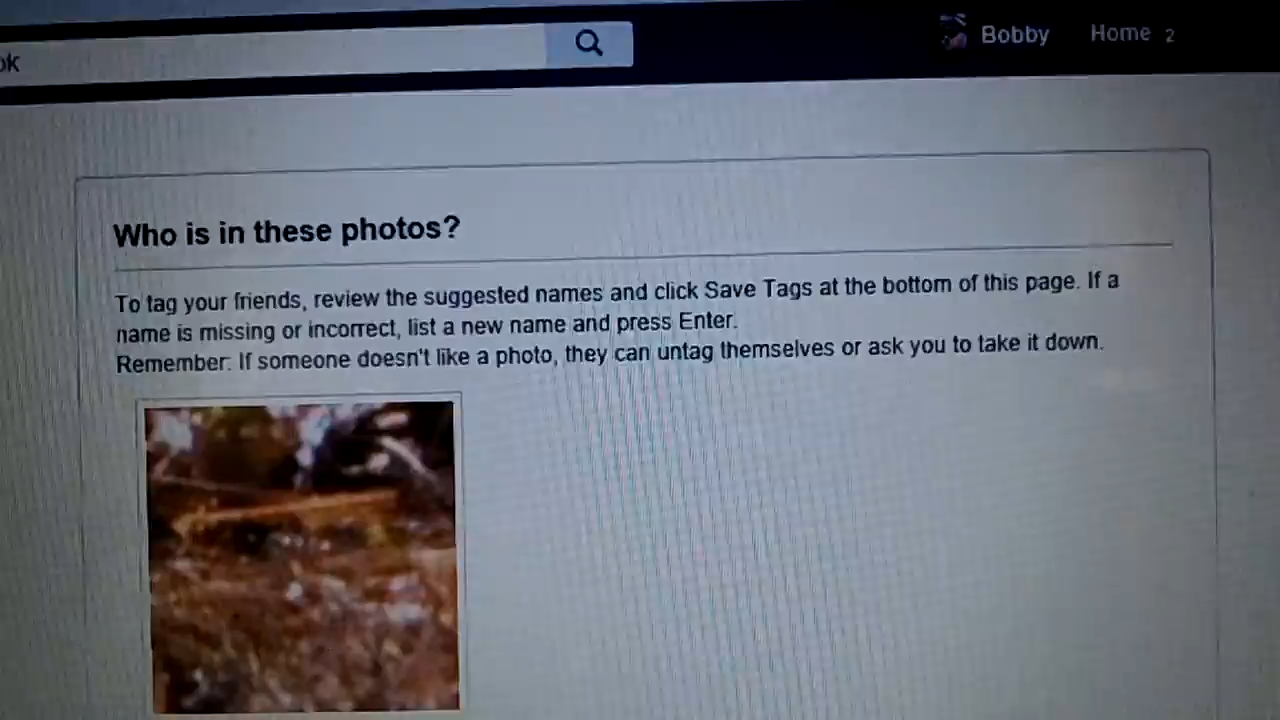 ok
Bobby Home 2
Who is in these photos?
To tag your friends, review the suggested names and click Save Tags at the bottom of this page. If a
name is missing or incorrect, list a new name and press Enter.
Remember: If someone doesn't like a photo, they can untag themselves or ask you to take it down.